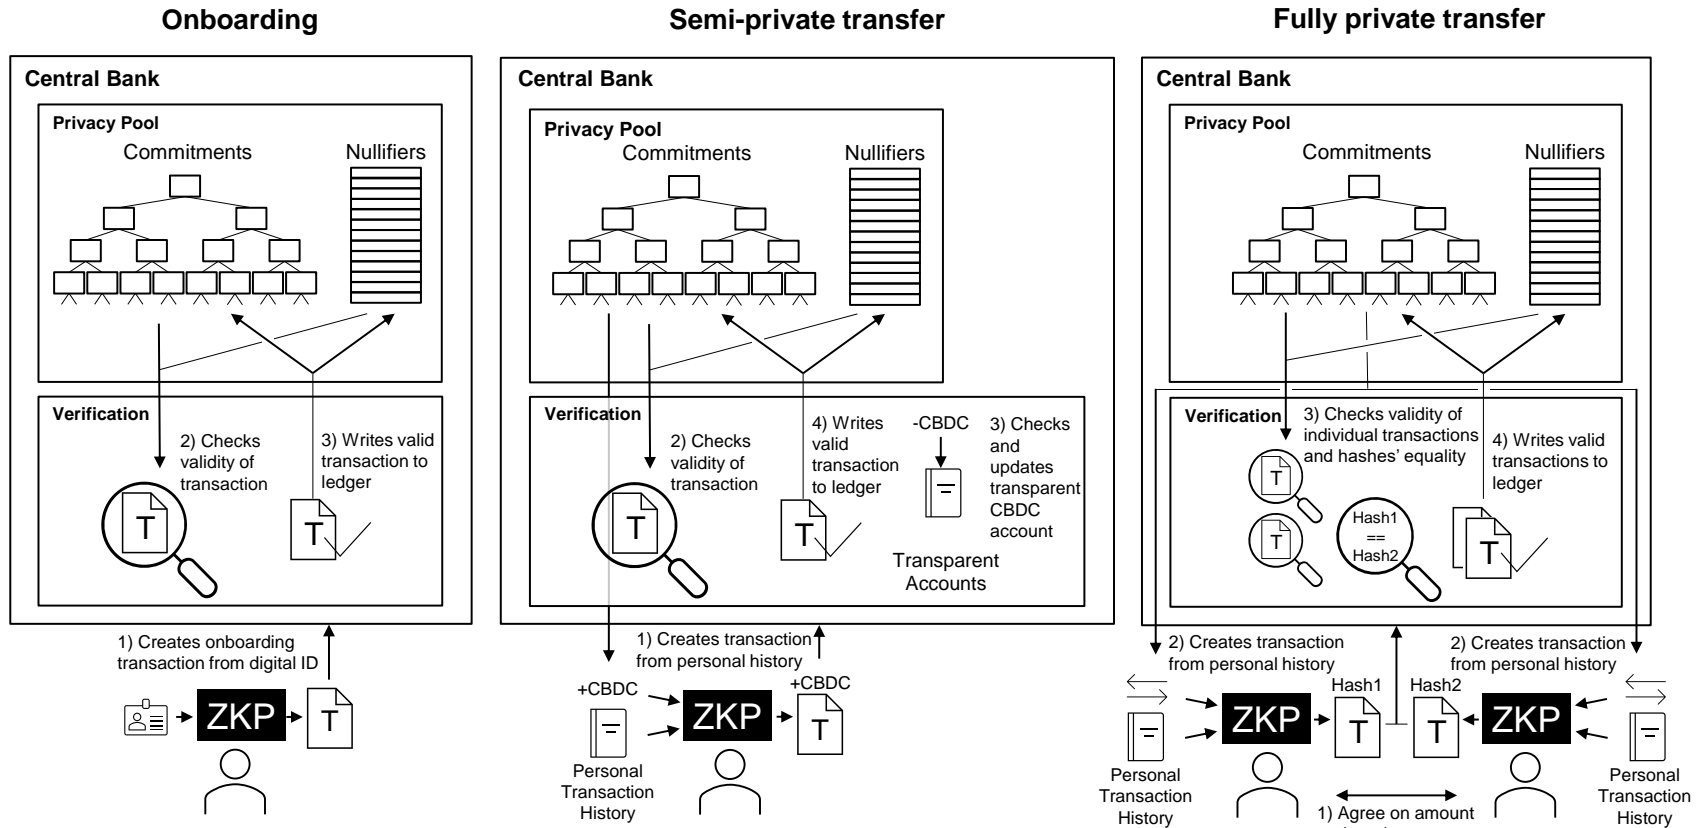 Onboarding
Central Bank
Privacy Pool
Commitments
Nullifiers
Verification
2) Checks
validity of
transaction
3) Writes valid
transaction to
ledger
T
T
1) Creates onboarding
transaction from digital ID
ZKP
T
Semi-private transfer
Central Bank
Privacy Pool
Commitments
Nullifiers
Verification
2) Checks
validity of
transaction
4) Writes
valid
transaction
to ledger
-CBDC
3) Checks
and
updates
transparent
CBDC
account
T
T
Transparent
Accounts
1) Creates transaction
from personal history
+CBDC
+CBDC
ZKP
T
Personal
Transaction
History
Fully private transfer
Central Bank
Privacy Pool
Commitments
Nullifiers
Verification
3) Checks validity of
individual transactions
and hashes’ equality
4) Writes valid
transactions to
ledger
T
T
Hash1
==
Hash2
T
2) Creates transaction
from personal history
2) Creates transaction
from personal history
Hash1
Hash2
ZKP
T
T
ZKP
Personal
Transaction
History
1) Agree on amount
Personal
Transaction
History